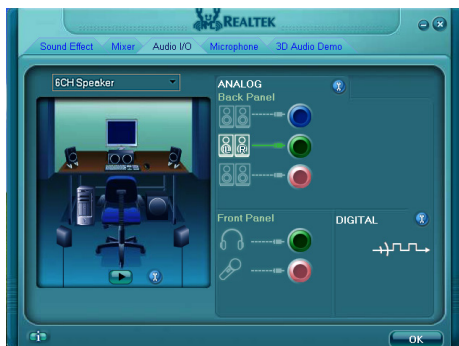 REALTEK
Sound Effect Mixer Audio I/O Microphone 3D Audio Demo
6CH Speaker
ANALOG
Back Panel
(L) (R)
Front Panel
DIGITAL
i
OK